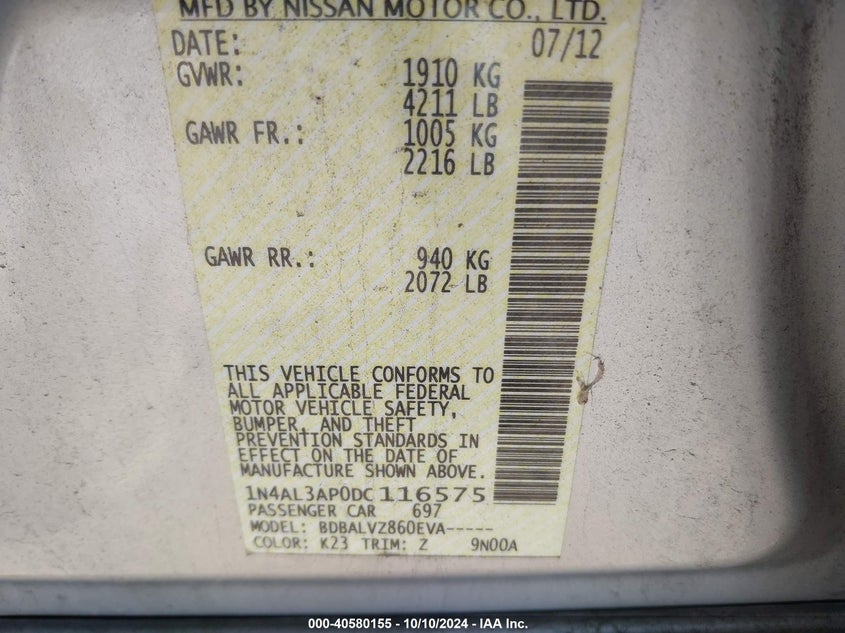 MFD BY NISSAN MOTOR CO., LTD.
DATE: 07/12
GVWR: 1910 KG
4211 LB
GAWR FR.: 1005 KG
2216 LB
GAWR RR.: 940 KG
2072 LB
THIS VEHICLE CONFORMS TO
ALL APPLICABLE FEDERAL
MOTOR VEHICLE SAFETY,
BUMPER, AND THEFT
PREVENTION STANDARDS IN
EFFECT ON THE DATE OF
MANUFACTURE SHOWN ABOVE.
1N4AL3AP0DC116575
PASSENGER CAR 697
MODEL: BDBALVZ860EVA-----
COLOR: K23 TRIM: Z 9N00A
000-40580155 - 10/10/2024 - IAA Inc.